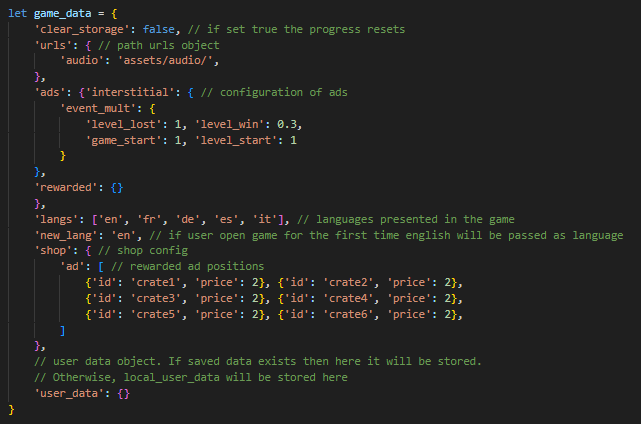 let game_data = {
    'clear_storage': false, // if set true the progress resets
    'urls': { // path urls object
        'audio': 'assets/audio/',
    },
    'ads': {'interstitial': { // configuration of ads
        'event_mult': {
            'level_lost': 1, 'level_win': 0.3,
            'game_start': 1, 'level_start': 1
        }
    },
    'rewarded': {}
    },
    'langs': ['en', 'fr', 'de', 'es', 'it'], // languages presented in the game
    'new_lang': 'en', // if user open game for the first time english will be passed as language
    'shop': { // shop config
        'ad': [ // rewarded ad positions
            {'id': 'crate1', 'price': 2}, {'id': 'crate2', 'price': 2},
            {'id': 'crate3', 'price': 2}, {'id': 'crate4', 'price': 2},
            {'id': 'crate5', 'price': 2}, {'id': 'crate6', 'price': 2},
        ]
    },
    // user data object. If saved data exists then here it will be stored.
    // Otherwise, local_user_data will be stored here
    'user_data': {}
}